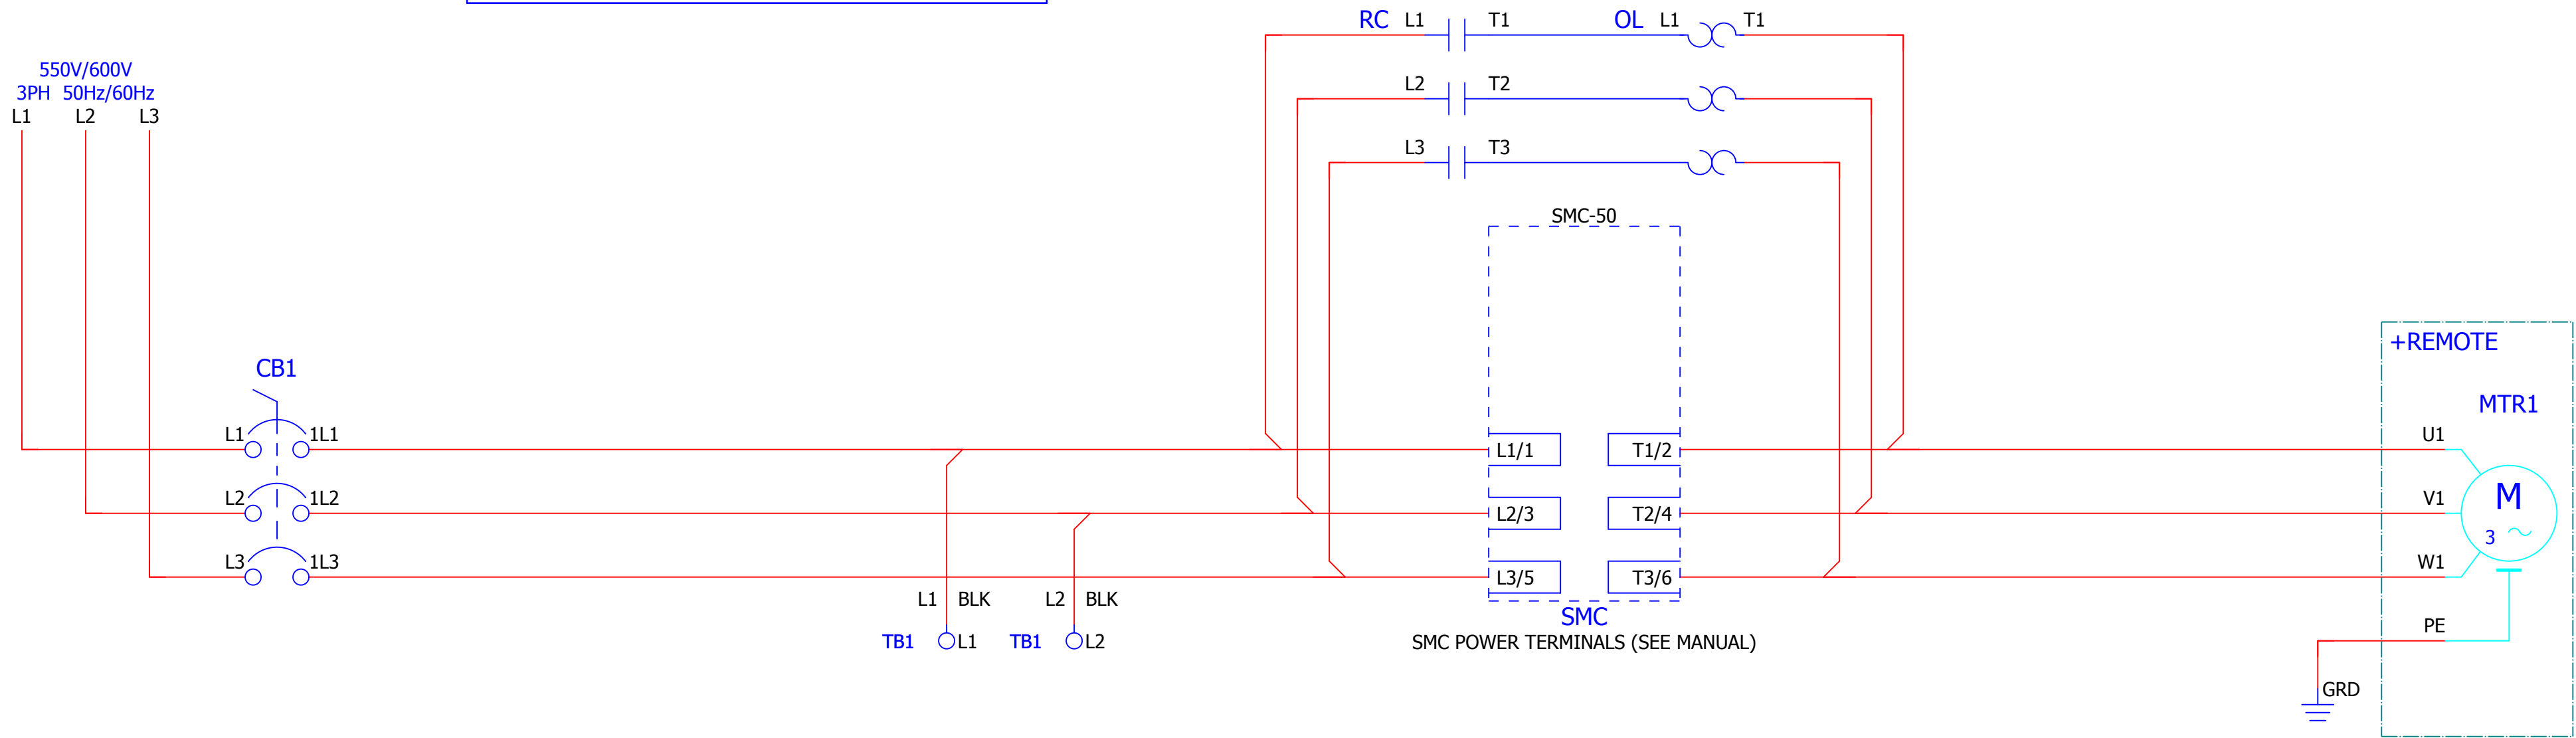 RC L1 T1 OL L1 T1
550V/600V
3PH 50Hz/60Hz
L1 L2 L3
L2 T2
L3 T3
SMC-50
+REMOTE
CB1
MTR1
L1 1L1
L1/1 T1/2
U1
L2 1L2
L2/3 T2/4
V1
M
3
L3 1L3
L3/5 T3/6
W1
L1 BLK L2 BLK
SMC
TB1 L1 TB1 L2
SMC POWER TERMINALS (SEE MANUAL)
PE
GRD